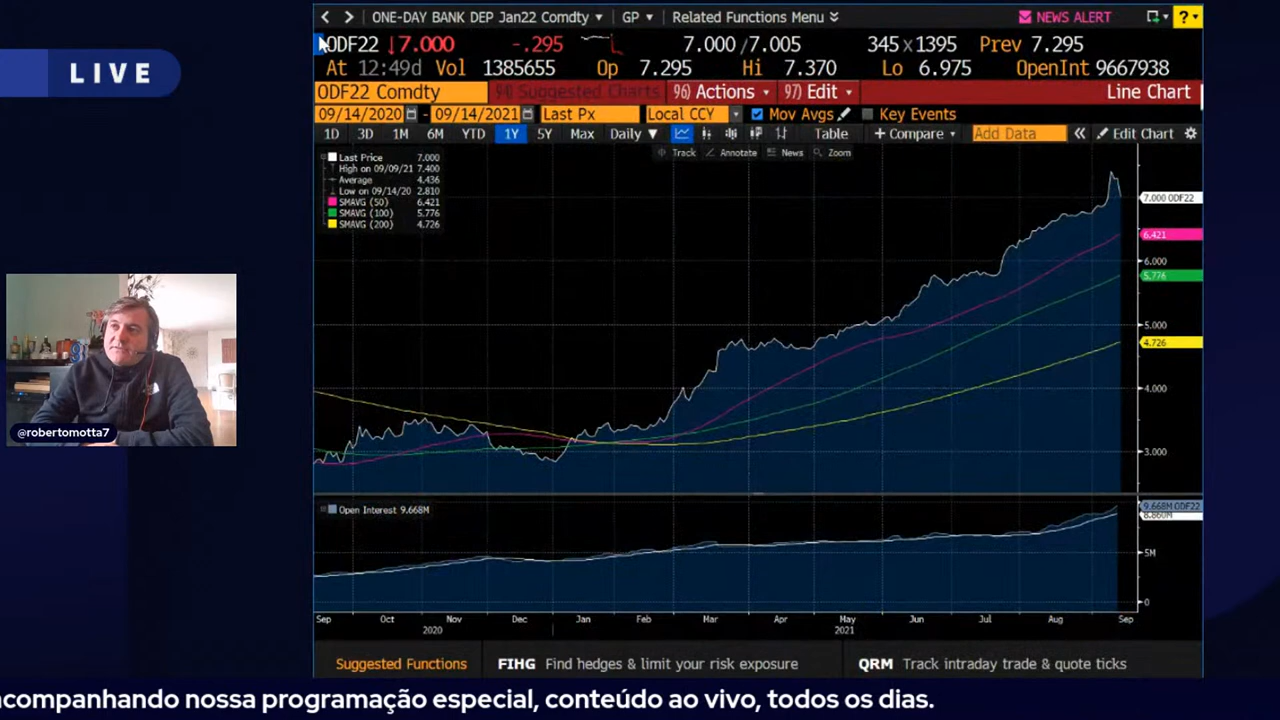 LIVE
ONE-DAY BANK DEP Jan22 Comdty GP Related Functions Menu NEWS ALERT ?
ODF22 ↓7.000 -.295 7.000/7.005 345x1395 Prev 7.295
At 12:49d Vol 1385655 Op 7.295 Hi 7.370 Lo 6.975 OpenInt 9667938
ODF22 Comdty 94) Suggested Charts 96) Actions 97) Edit Line Chart
09/14/2020 - 09/14/2021 Last Px Local CCY Mov Avgs Key Events
1D 3D 1M 6M YTD 1Y 5Y Max Daily Table + Compare Add Data « Edit Chart
Track Annotate News Zoom
Last Price 7.000
High on 09/09/21 7.400
Average 4.436
Low on 09/14/20 2.810
SMAVG (50) 6.421
SMAVG (100) 5.776
SMAVG (200) 4.726
7.000 ODF22
6.421
6.000
5.776
5.000
4.726
4.000
3.000
@robertomotta7
Open Interest 9.668M
9.668M ODF22
8.860M
5M
0
Sep Oct Nov Dec Jan Feb Mar Apr May Jun Jul Aug Sep
2020 2021
Suggested Functions FIHG Find hedges & limit your risk exposure QRM Track intraday trade & quote ticks
acompanhando nossa programação especial, conteúdo ao vivo, todos os dias.